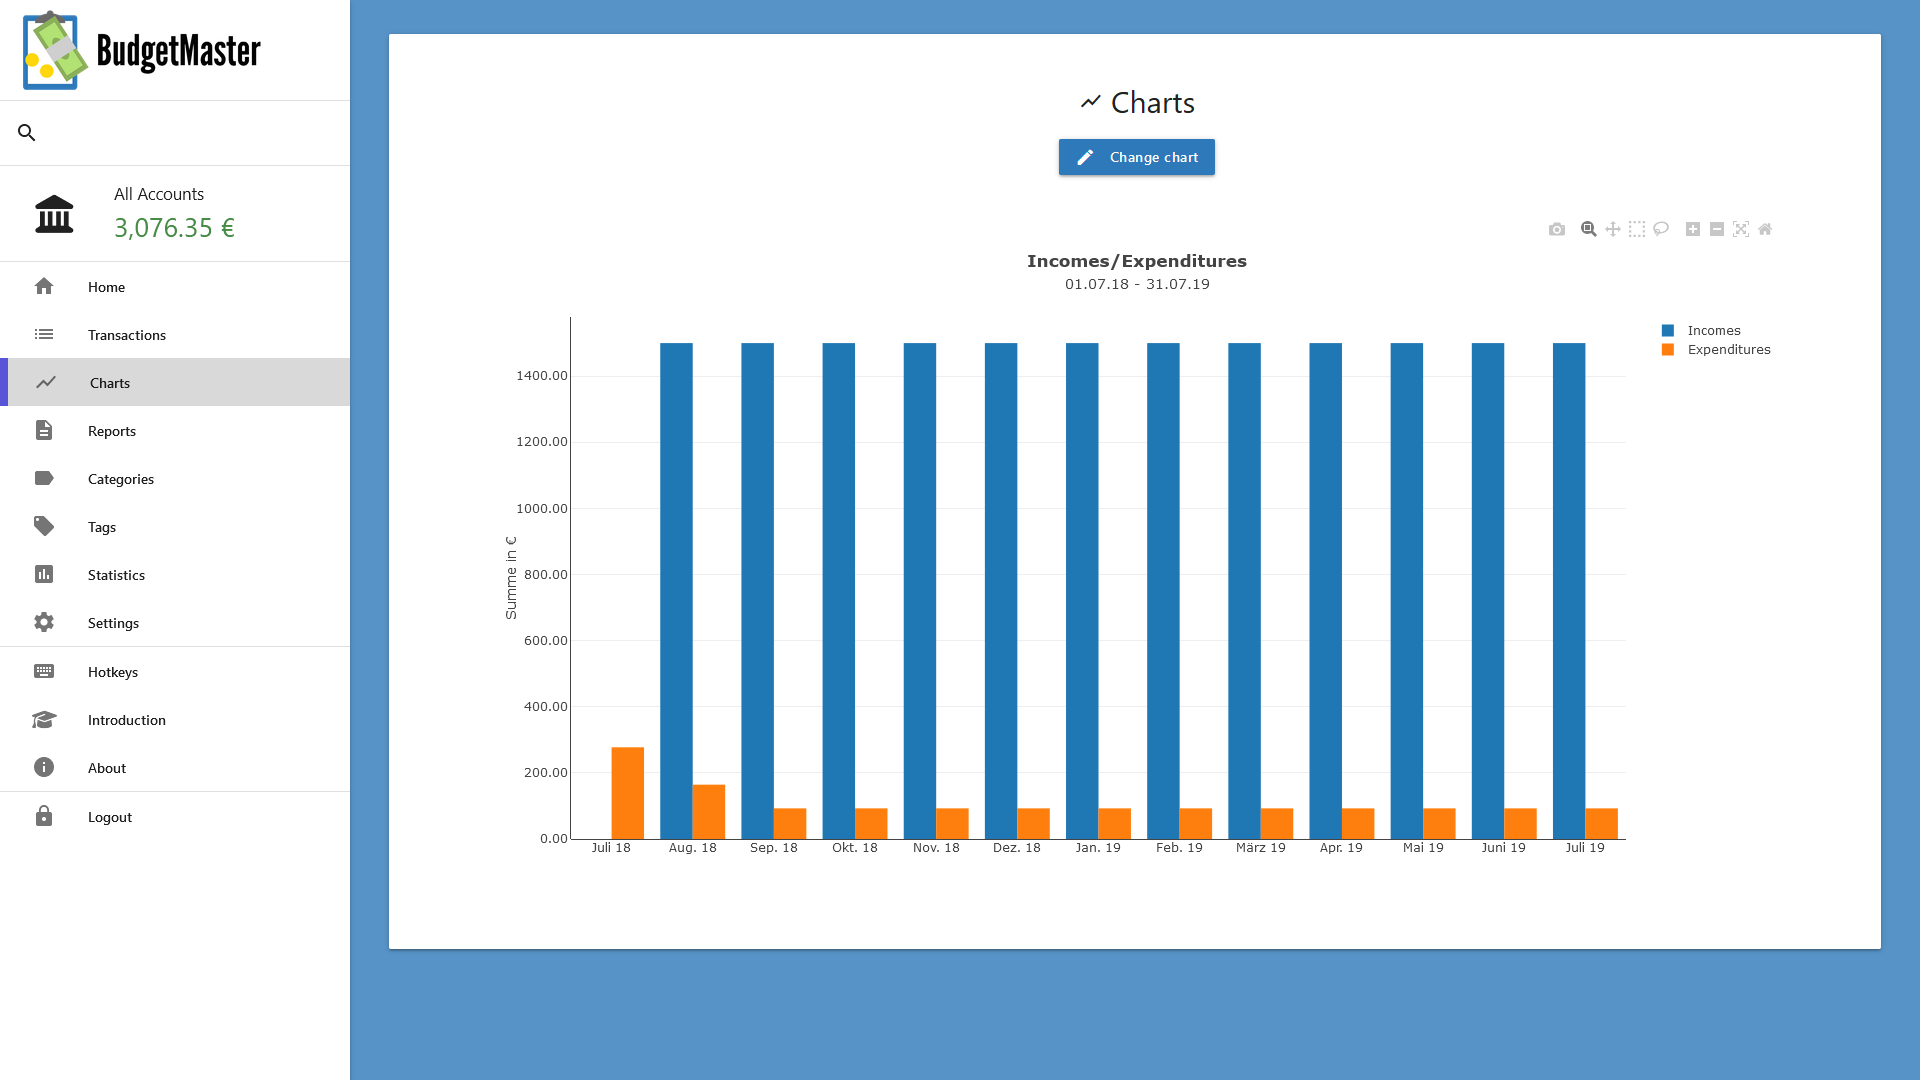 BudgetMaster
All Accounts
3,076.35 €
Home
Transactions
Charts
Reports
Categories
Tags
Statistics
Settings
Hotkeys
Introduction
About
Logout
Charts
Change chart
Incomes/Expenditures
01.07.18 - 31.07.19
Incomes
Expenditures
Summe in €
1400.00
1200.00
1000.00
800.00
600.00
400.00
200.00
0.00
Juli 18 Aug. 18 Sep. 18 Okt. 18 Nov. 18 Dez. 18 Jan. 19 Feb. 19 März 19 Apr. 19 Mai 19 Juni 19 Juli 19